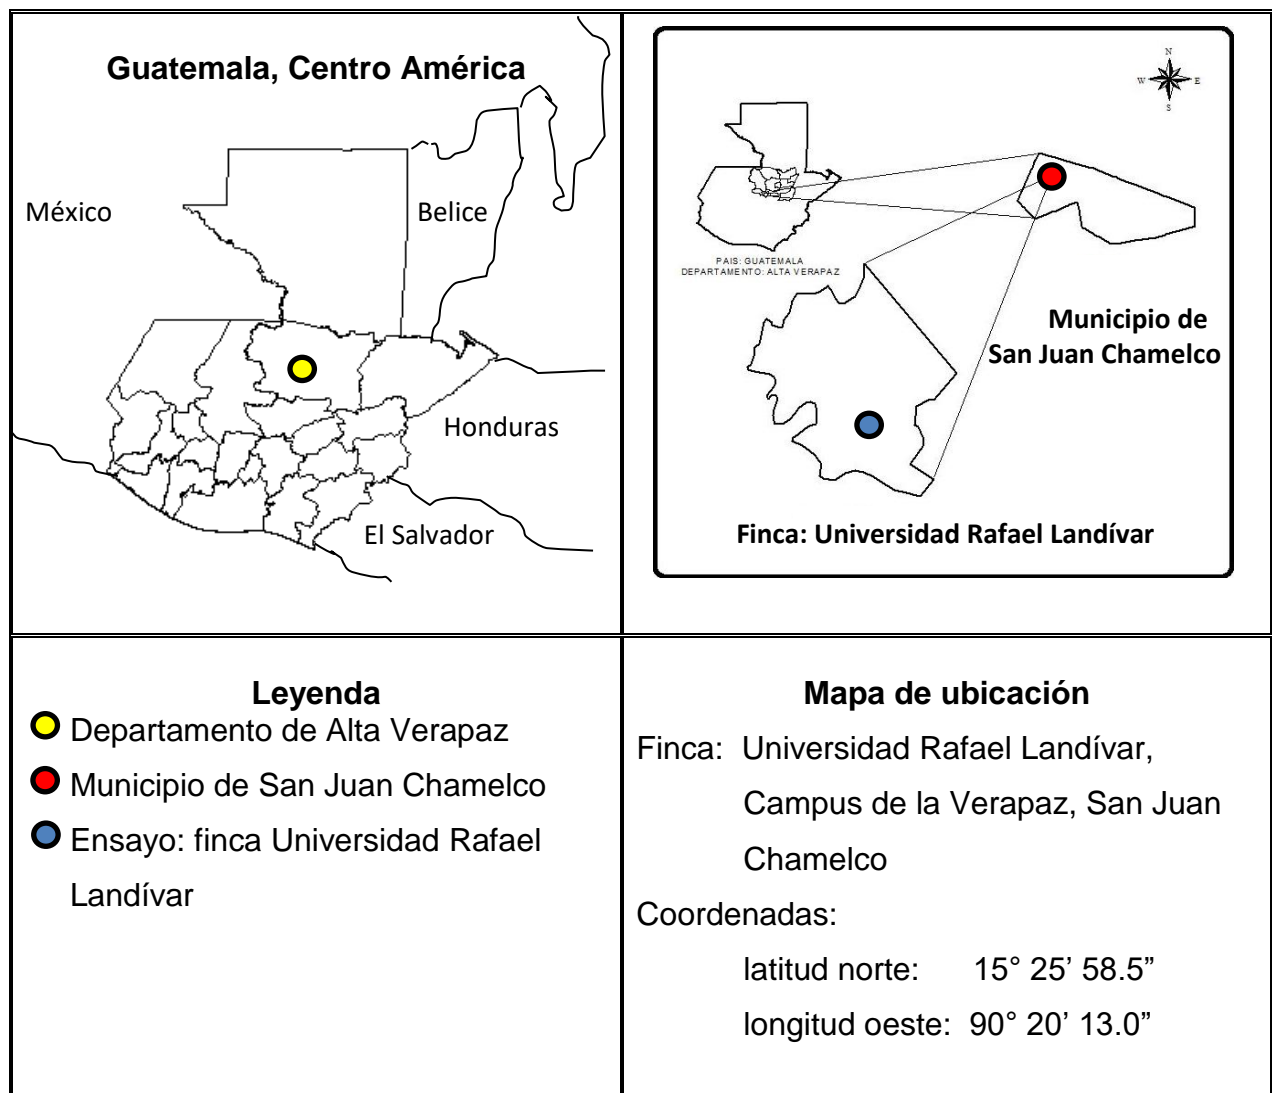 Guatemala, Centro América
México
Belice
Honduras
El Salvador
N
W
E
S
PAIS: GUATEMALA
DEPARTAMENTO: ALTA VERAPAZ
Municipio de
San Juan Chamelco
Finca: Universidad Rafael Landívar
Leyenda
Departamento de Alta Verapaz
Municipio de San Juan Chamelco
Ensayo: finca Universidad Rafael
Landívar
Mapa de ubicación
Finca: Universidad Rafael Landívar,
Campus de la Verapaz, San Juan
Chamelco
Coordenadas:
latitud norte: 15° 25’ 58.5”
longitud oeste: 90° 20’ 13.0”